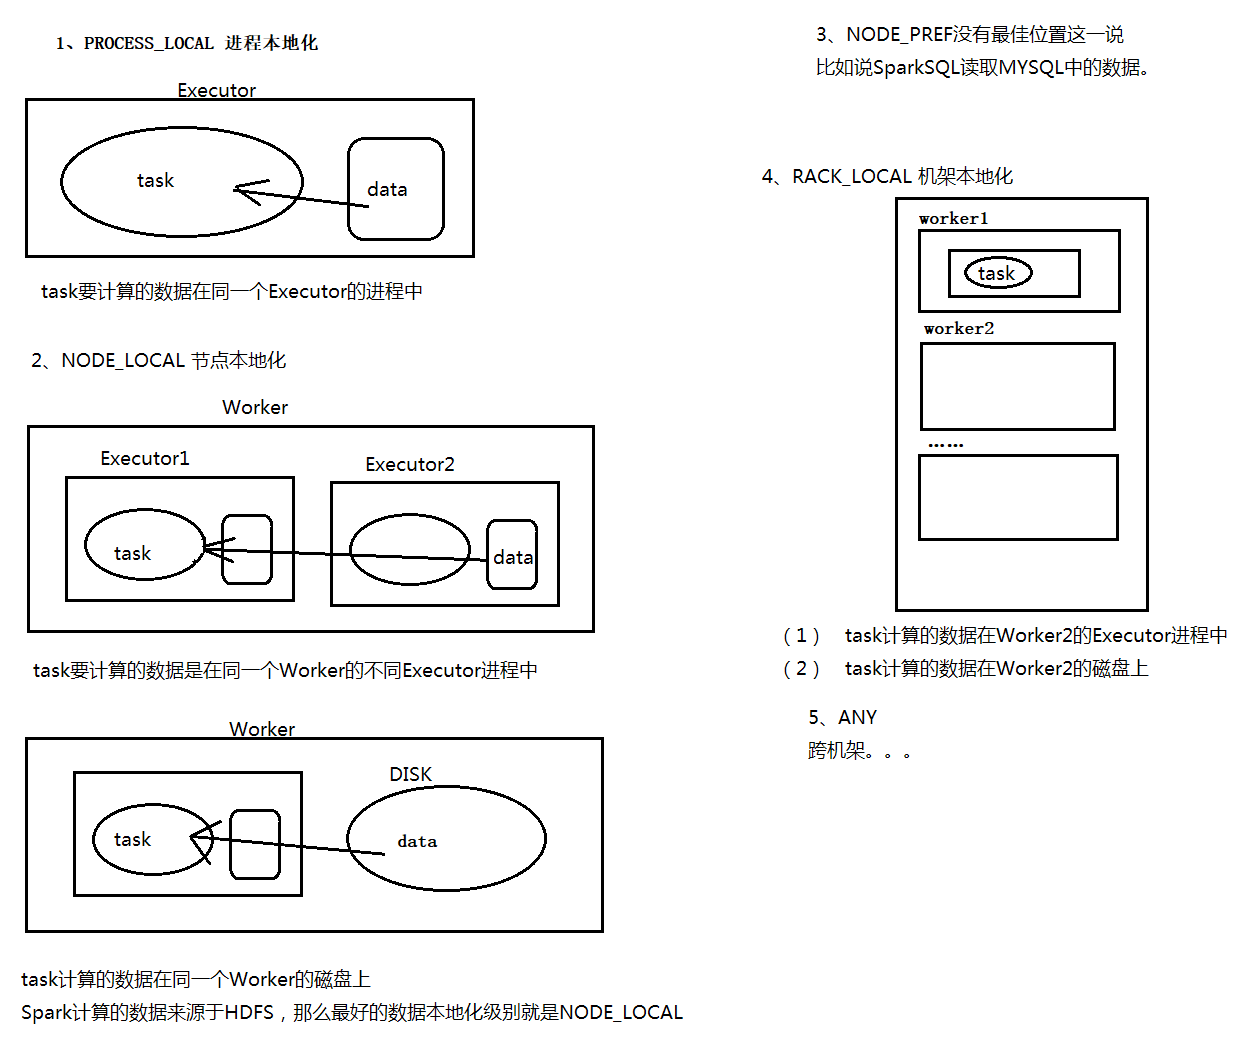 1、PROCESS_LOCAL 进程本地化
Executor
task
data
task要计算的数据在同一个Executor的进程中
2、NODE_LOCAL 节点本地化
Worker
Executor1
Executor2
task
data
task要计算的数据是在同一个Worker的不同Executor进程中
Worker
DISK
task
data
task计算的数据在同一个Worker的磁盘上
Spark计算的数据来源于HDFS，那么最好的数据本地化级别就是NODE_LOCAL
3、NODE_PREF没有最佳位置这一说
比如说SparkSQL读取MYSQL中的数据。
4、RACK_LOCAL 机架本地化
worker1
task
worker2
……
（1） task计算的数据在Worker2的Executor进程中
（2） task计算的数据在Worker2的磁盘上
5、ANY
跨机架。。。